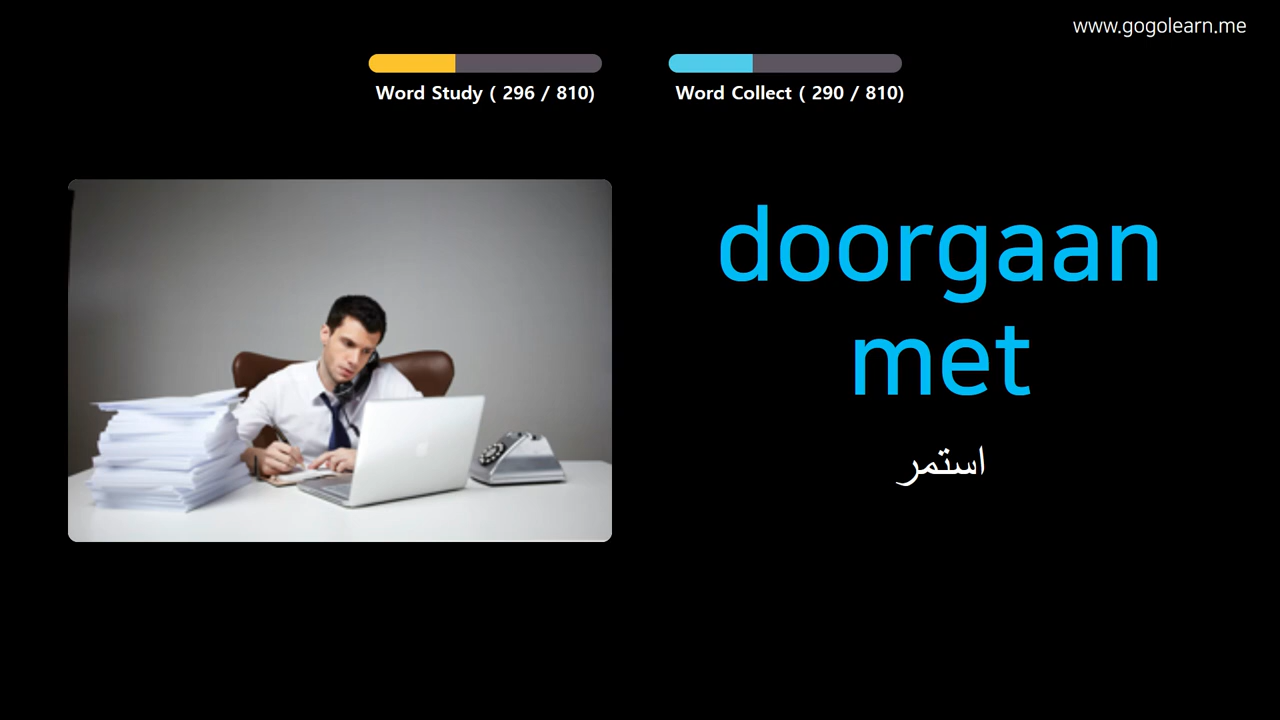 www.gogolearn.me
Word Study ( 296 / 810)
Word Collect ( 290 / 810)
doorgaan
met
استمر